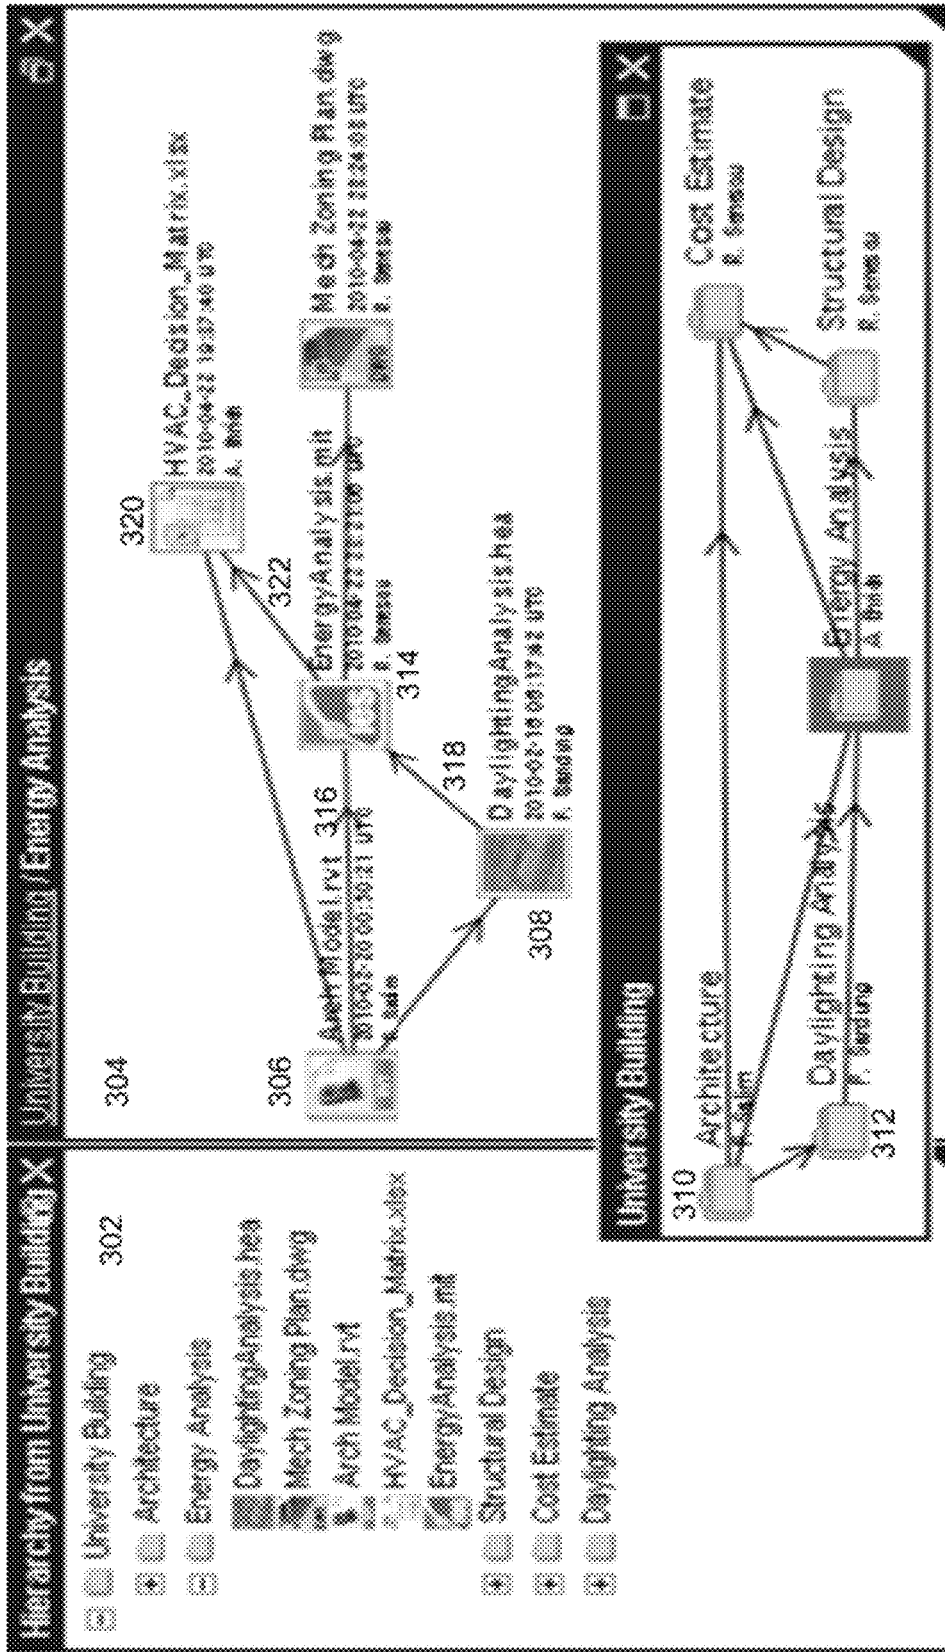 Hierarchy from University Building X
302
University Building
Architecture
Energy Analysis
DaylightingAnalysis.hea
Mech Zoning Plan.dwg
Arch Model.rvt
HVAC_Decision_Matrix.xlsx
EnergyAnalysis.mit
Structural Design
Cost Estimate
Daylighting Analysis
University Building / Energy Analysis
304
320
HVAC_Decision_Matrix.xlsx
A.
322
306
Arch Model.rvt
316
EnergyAnalysis.mit
314
Mech Zoning Plan.dwg
R.
318
DaylightingAnalysis.hea
308
University Building
310
Architecture
Cost Estimate
R.
Daylighting Analysis
312
Energy Analysis
A.
Structural Design
R.